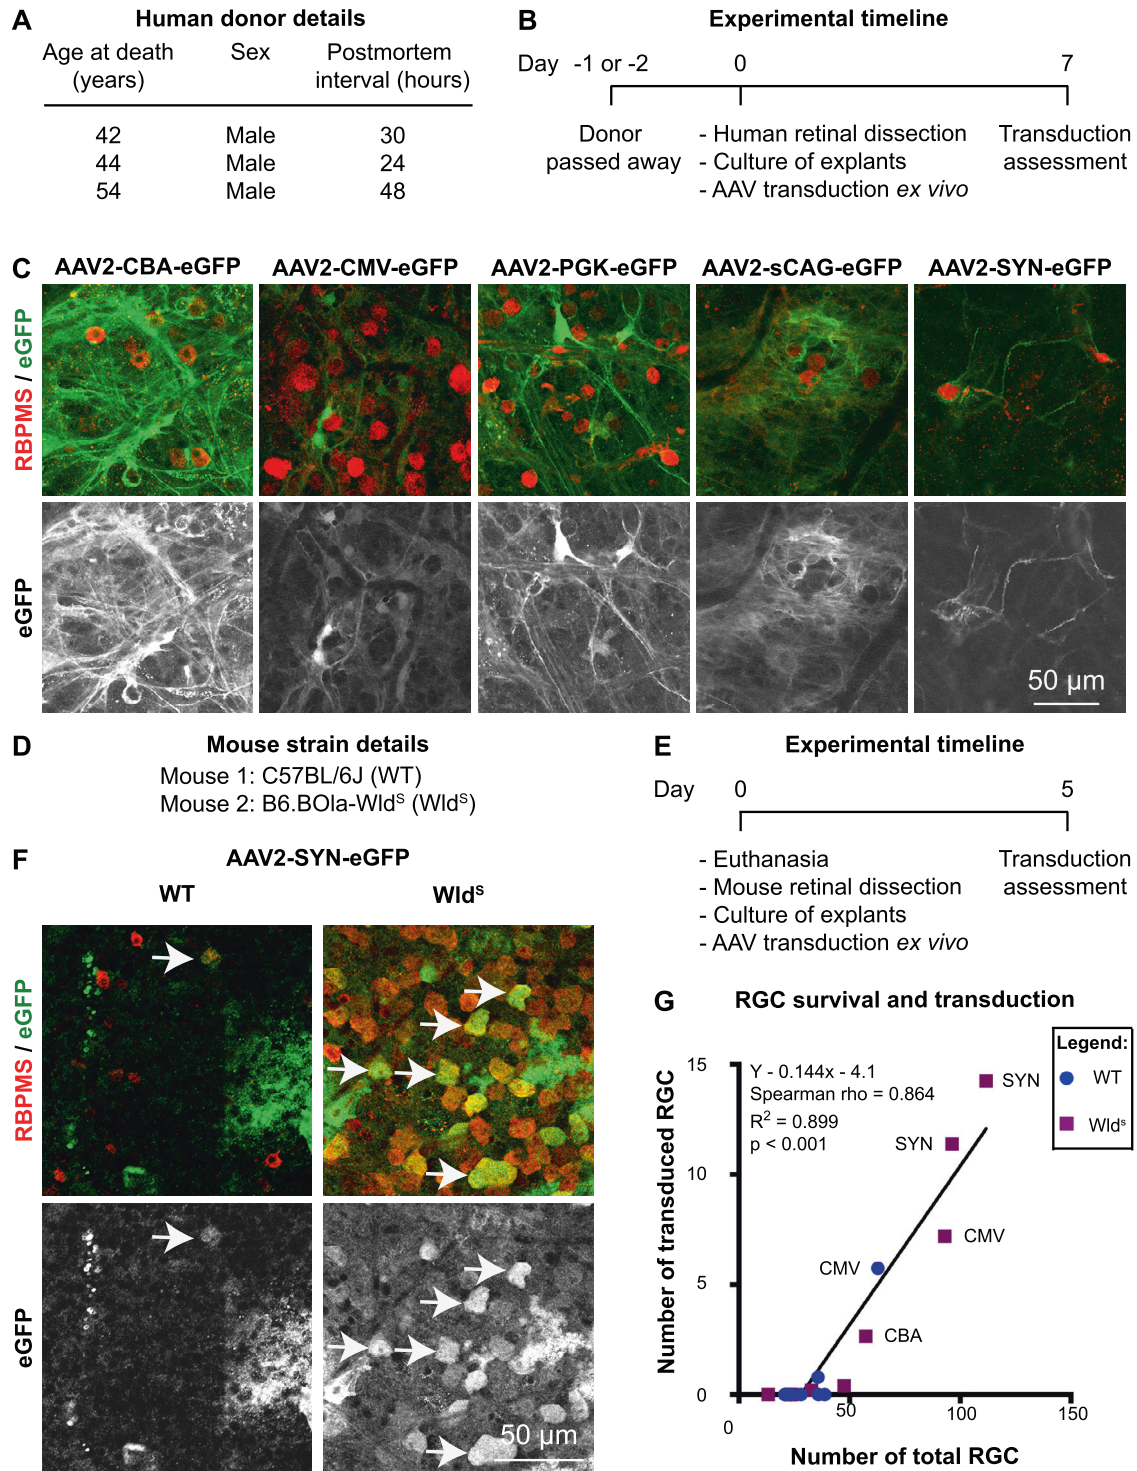 A
Human donor details
Age at death (years)
Sex
Postmortem interval (hours)
42 Male 30
44 Male 24
54 Male 48
B
Experimental timeline
Day -1 or -2 0 7
Donor passed away
- Human retinal dissection
- Culture of explants
- AAV transduction ex vivo
Transduction assessment
C
AAV2-CBA-eGFP AAV2-CMV-eGFP AAV2-PGK-eGFP AAV2-sCAG-eGFP AAV2-SYN-eGFP
RBPMS / eGFP
eGFP
50 µm
D
Mouse strain details
Mouse 1: C57BL/6J (WT)
Mouse 2: B6.BOla-Wldˢ (Wldˢ)
E
Experimental timeline
Day 0 5
- Euthanasia
- Mouse retinal dissection
- Culture of explants
- AAV transduction ex vivo
Transduction assessment
F
AAV2-SYN-eGFP
WT Wldˢ
RBPMS / eGFP
eGFP
50 µm
G
RGC survival and transduction
Legend:
WT
Wldˢ
Y - 0.144x - 4.1
Spearman rho = 0.864
R² = 0.899
p < 0.001
SYN
SYN
CMV
CMV
CBA
Number of transduced RGC
15
10
5
0
0 50 100 150
Number of total RGC